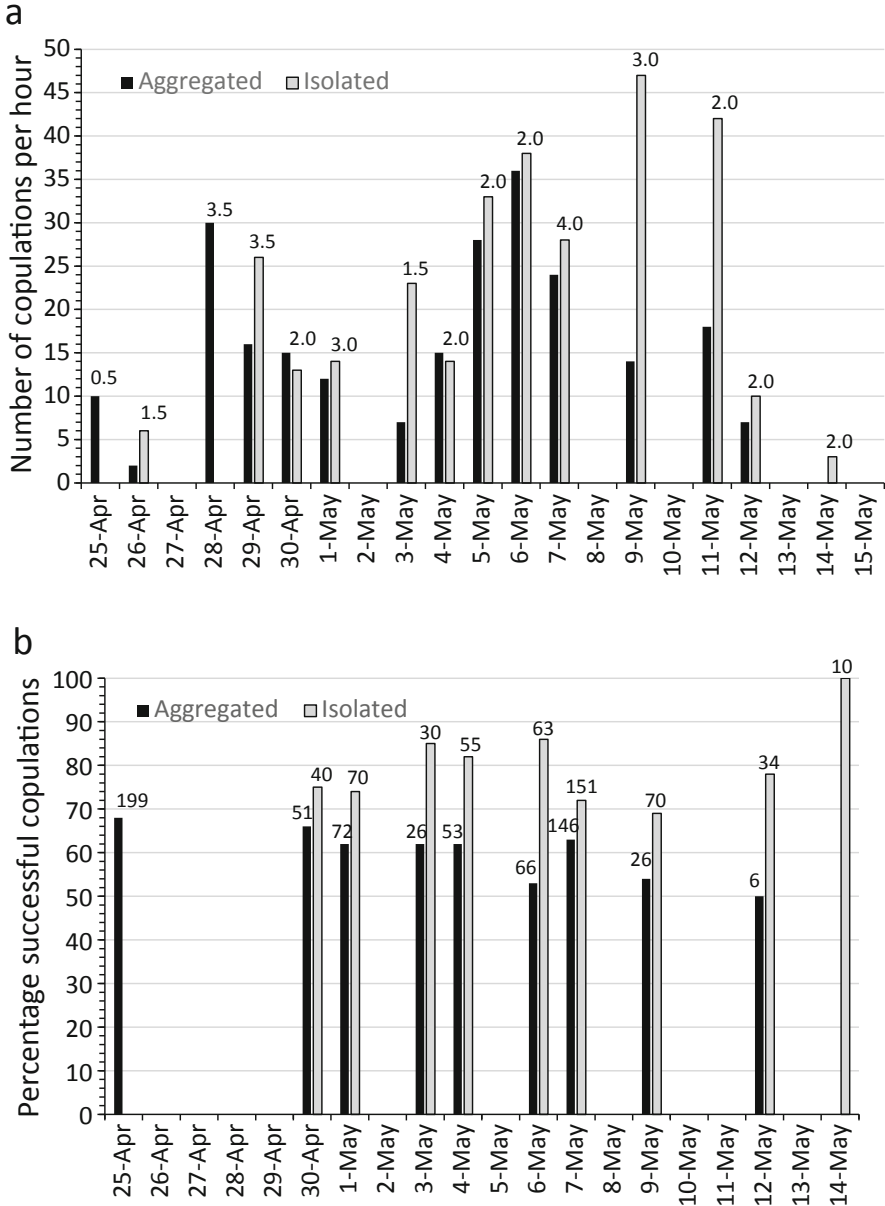 a
Number of copulations per hour
50
45
40
35
30
25
20
15
10
5
0
Aggregated Isolated
0.5
1.5
3.5
3.5
2.0
3.0
1.5
2.0
2.0
2.0
4.0
3.0
2.0
2.0
2.0
25-Apr
26-Apr
27-Apr
28-Apr
29-Apr
30-Apr
1-May
2-May
3-May
4-May
5-May
6-May
7-May
8-May
9-May
10-May
11-May
12-May
13-May
14-May
15-May
b
Percentage successful copulations
100
90
80
70
60
50
40
30
20
10
0
Aggregated Isolated
199
51
40
72
70
26
30
53
55
66
63
146
151
26
70
6
34
10
25-Apr
26-Apr
27-Apr
28-Apr
29-Apr
30-Apr
1-May
2-May
3-May
4-May
5-May
6-May
7-May
8-May
9-May
10-May
11-May
12-May
13-May
14-May